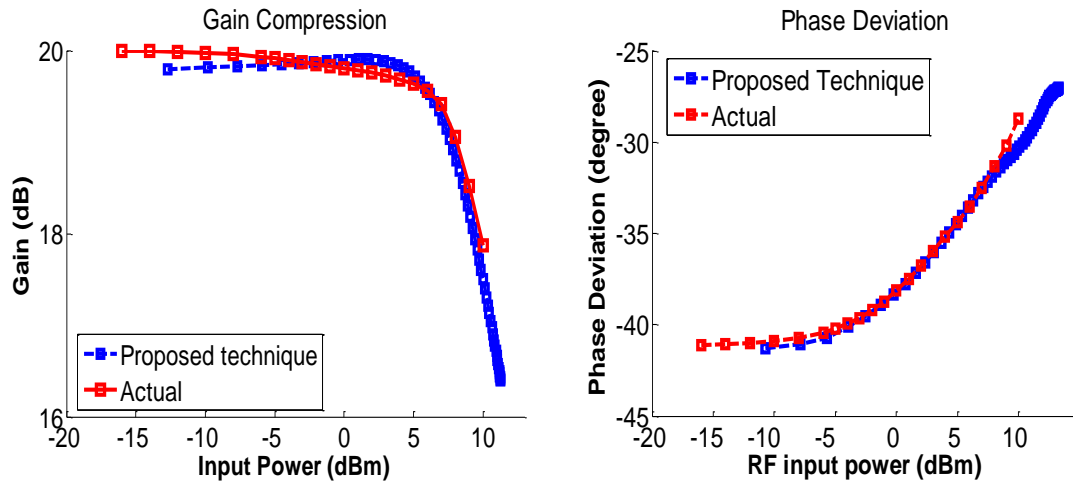 Gain Compression
Gain (dB)
20
18
16
Proposed technique
Actual
-20 -15 -10 -5 0 5 10
Input Power (dBm)
Phase Deviation
Phase Deviation (degree)
-25
-30
-35
-40
-45
Proposed Technique
Actual
-20 -15 -10 -5 0 5 10
RF input power (dBm)